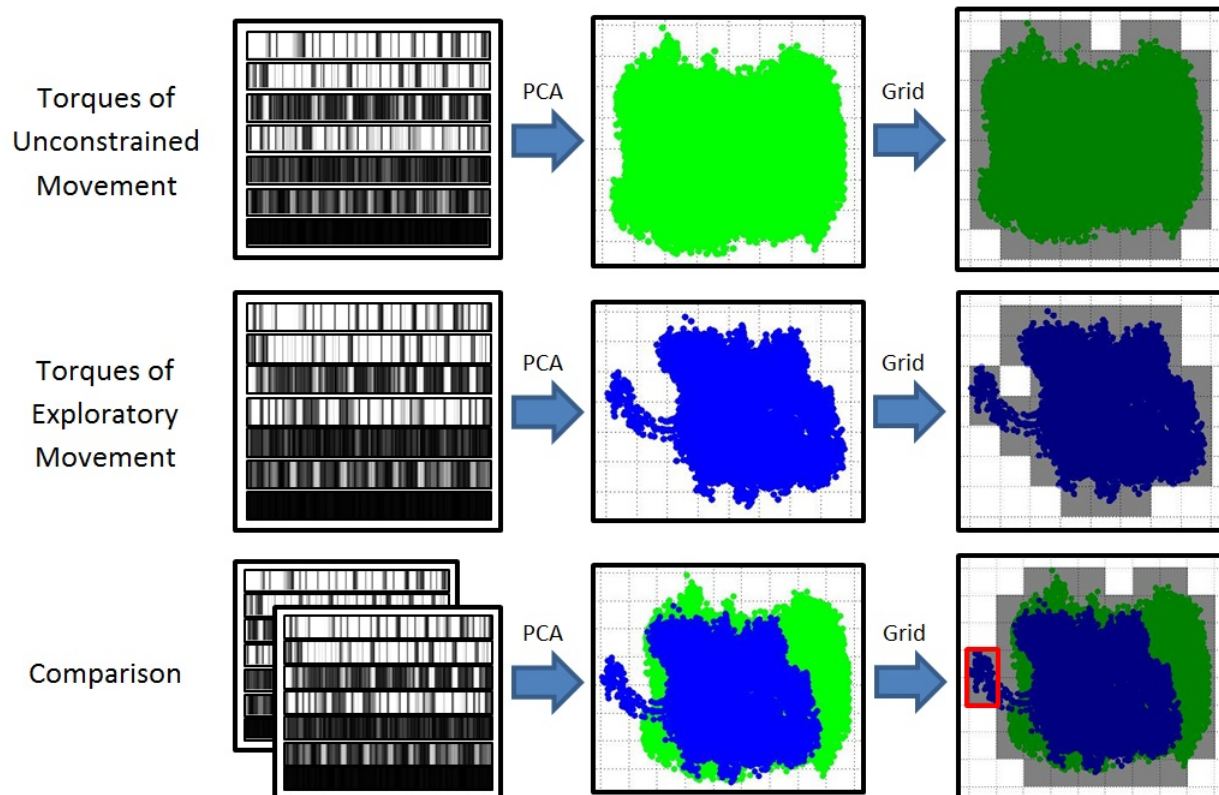 Torques of
Unconstrained
Movement
PCA
Grid
Torques of
Exploratory
Movement
PCA
Grid
Comparison
PCA
Grid